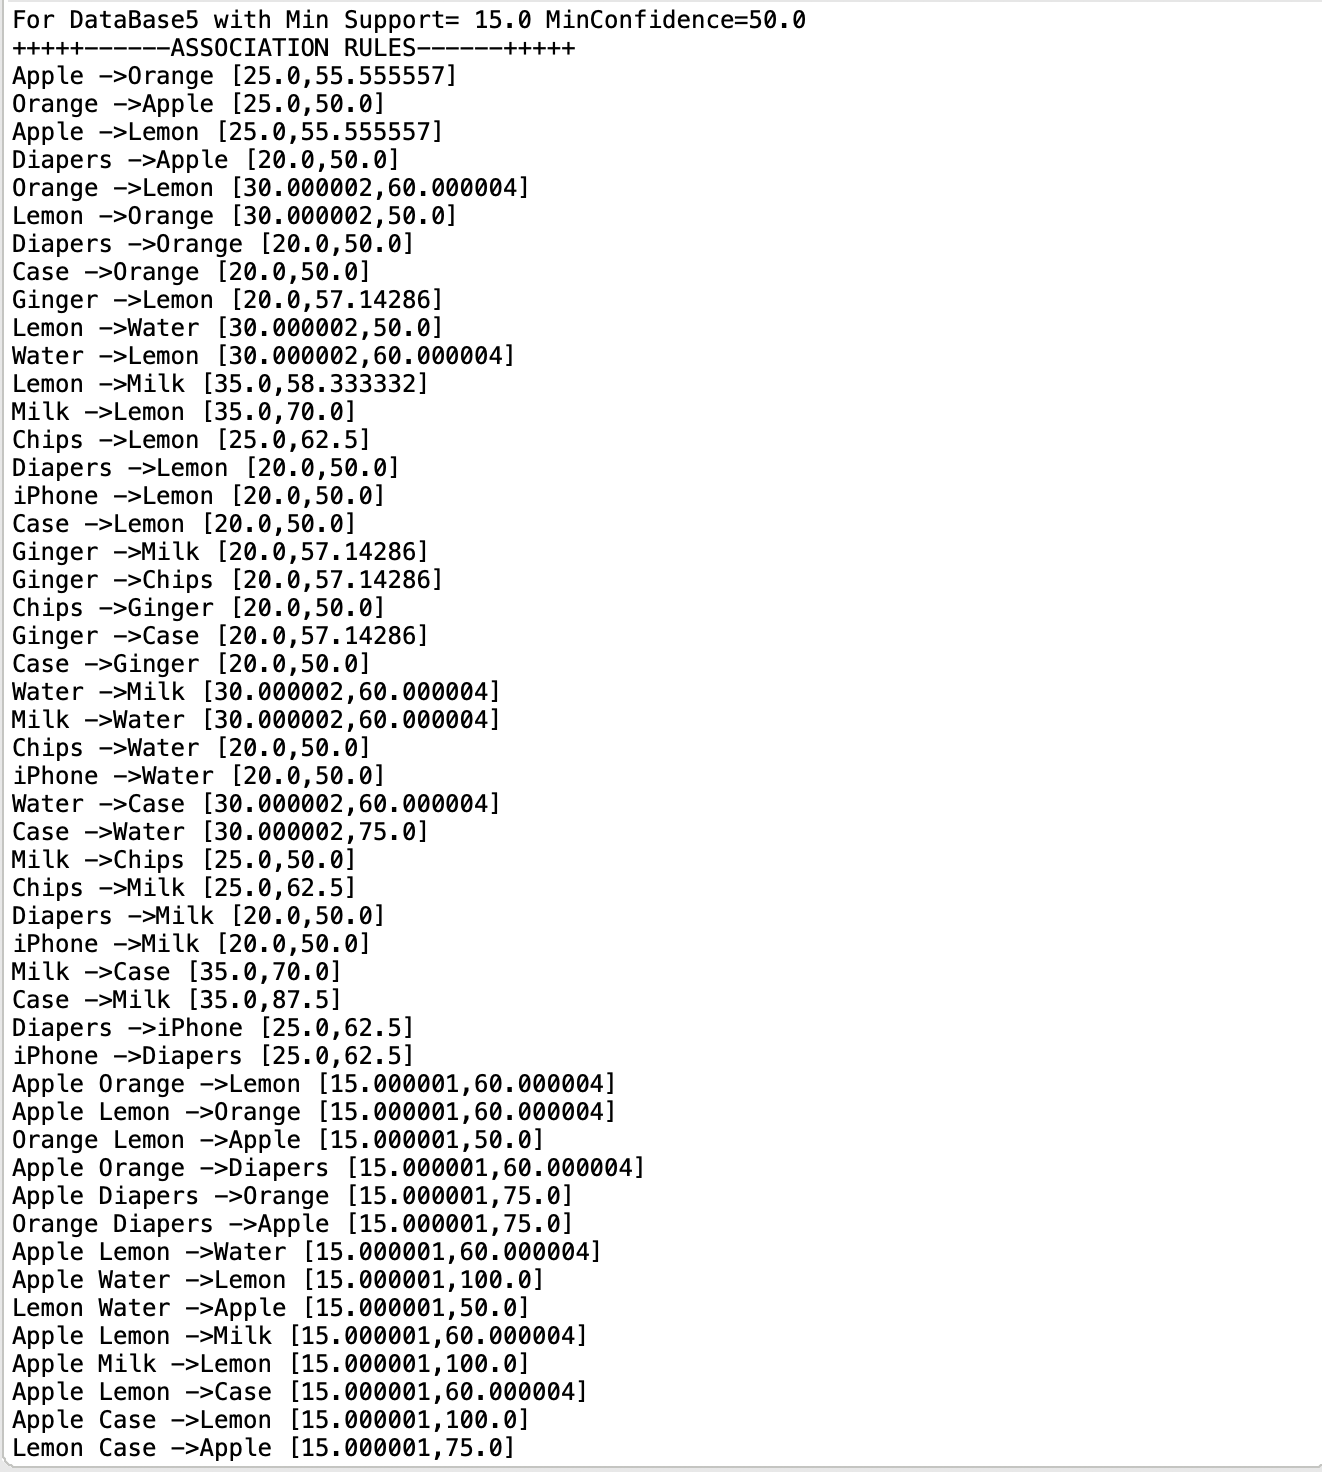 For DataBase5 with Min Support= 15.0 MinConfidence=50.0
+++++------ASSOCIATION RULES------+++++
Apple ->Orange [25.0,55.555557]
Orange ->Apple [25.0,50.0]
Apple ->Lemon [25.0,55.555557]
Diapers ->Apple [20.0,50.0]
Orange ->Lemon [30.000002,60.000004]
Lemon ->Orange [30.000002,50.0]
Diapers ->Orange [20.0,50.0]
Case ->Orange [20.0,50.0]
Ginger ->Lemon [20.0,57.14286]
Lemon ->Water [30.000002,50.0]
Water ->Lemon [30.000002,60.000004]
Lemon ->Milk [35.0,58.333332]
Milk ->Lemon [35.0,70.0]
Chips ->Lemon [25.0,62.5]
Diapers ->Lemon [20.0,50.0]
iPhone ->Lemon [20.0,50.0]
Case ->Lemon [20.0,50.0]
Ginger ->Milk [20.0,57.14286]
Ginger ->Chips [20.0,57.14286]
Chips ->Ginger [20.0,50.0]
Ginger ->Case [20.0,57.14286]
Case ->Ginger [20.0,50.0]
Water ->Milk [30.000002,60.000004]
Milk ->Water [30.000002,60.000004]
Chips ->Water [20.0,50.0]
iPhone ->Water [20.0,50.0]
Water ->Case [30.000002,60.000004]
Case ->Water [30.000002,75.0]
Milk ->Chips [25.0,50.0]
Chips ->Milk [25.0,62.5]
Diapers ->Milk [20.0,50.0]
iPhone ->Milk [20.0,50.0]
Milk ->Case [35.0,70.0]
Case ->Milk [35.0,87.5]
Diapers ->iPhone [25.0,62.5]
iPhone ->Diapers [25.0,62.5]
Apple Orange ->Lemon [15.000001,60.000004]
Apple Lemon ->Orange [15.000001,60.000004]
Orange Lemon ->Apple [15.000001,50.0]
Apple Orange ->Diapers [15.000001,60.000004]
Apple Diapers ->Orange [15.000001,75.0]
Orange Diapers ->Apple [15.000001,75.0]
Apple Lemon ->Water [15.000001,60.000004]
Apple Water ->Lemon [15.000001,100.0]
Lemon Water ->Apple [15.000001,50.0]
Apple Lemon ->Milk [15.000001,60.000004]
Apple Milk ->Lemon [15.000001,100.0]
Apple Lemon ->Case [15.000001,60.000004]
Apple Case ->Lemon [15.000001,100.0]
Lemon Case ->Apple [15.000001,75.0]